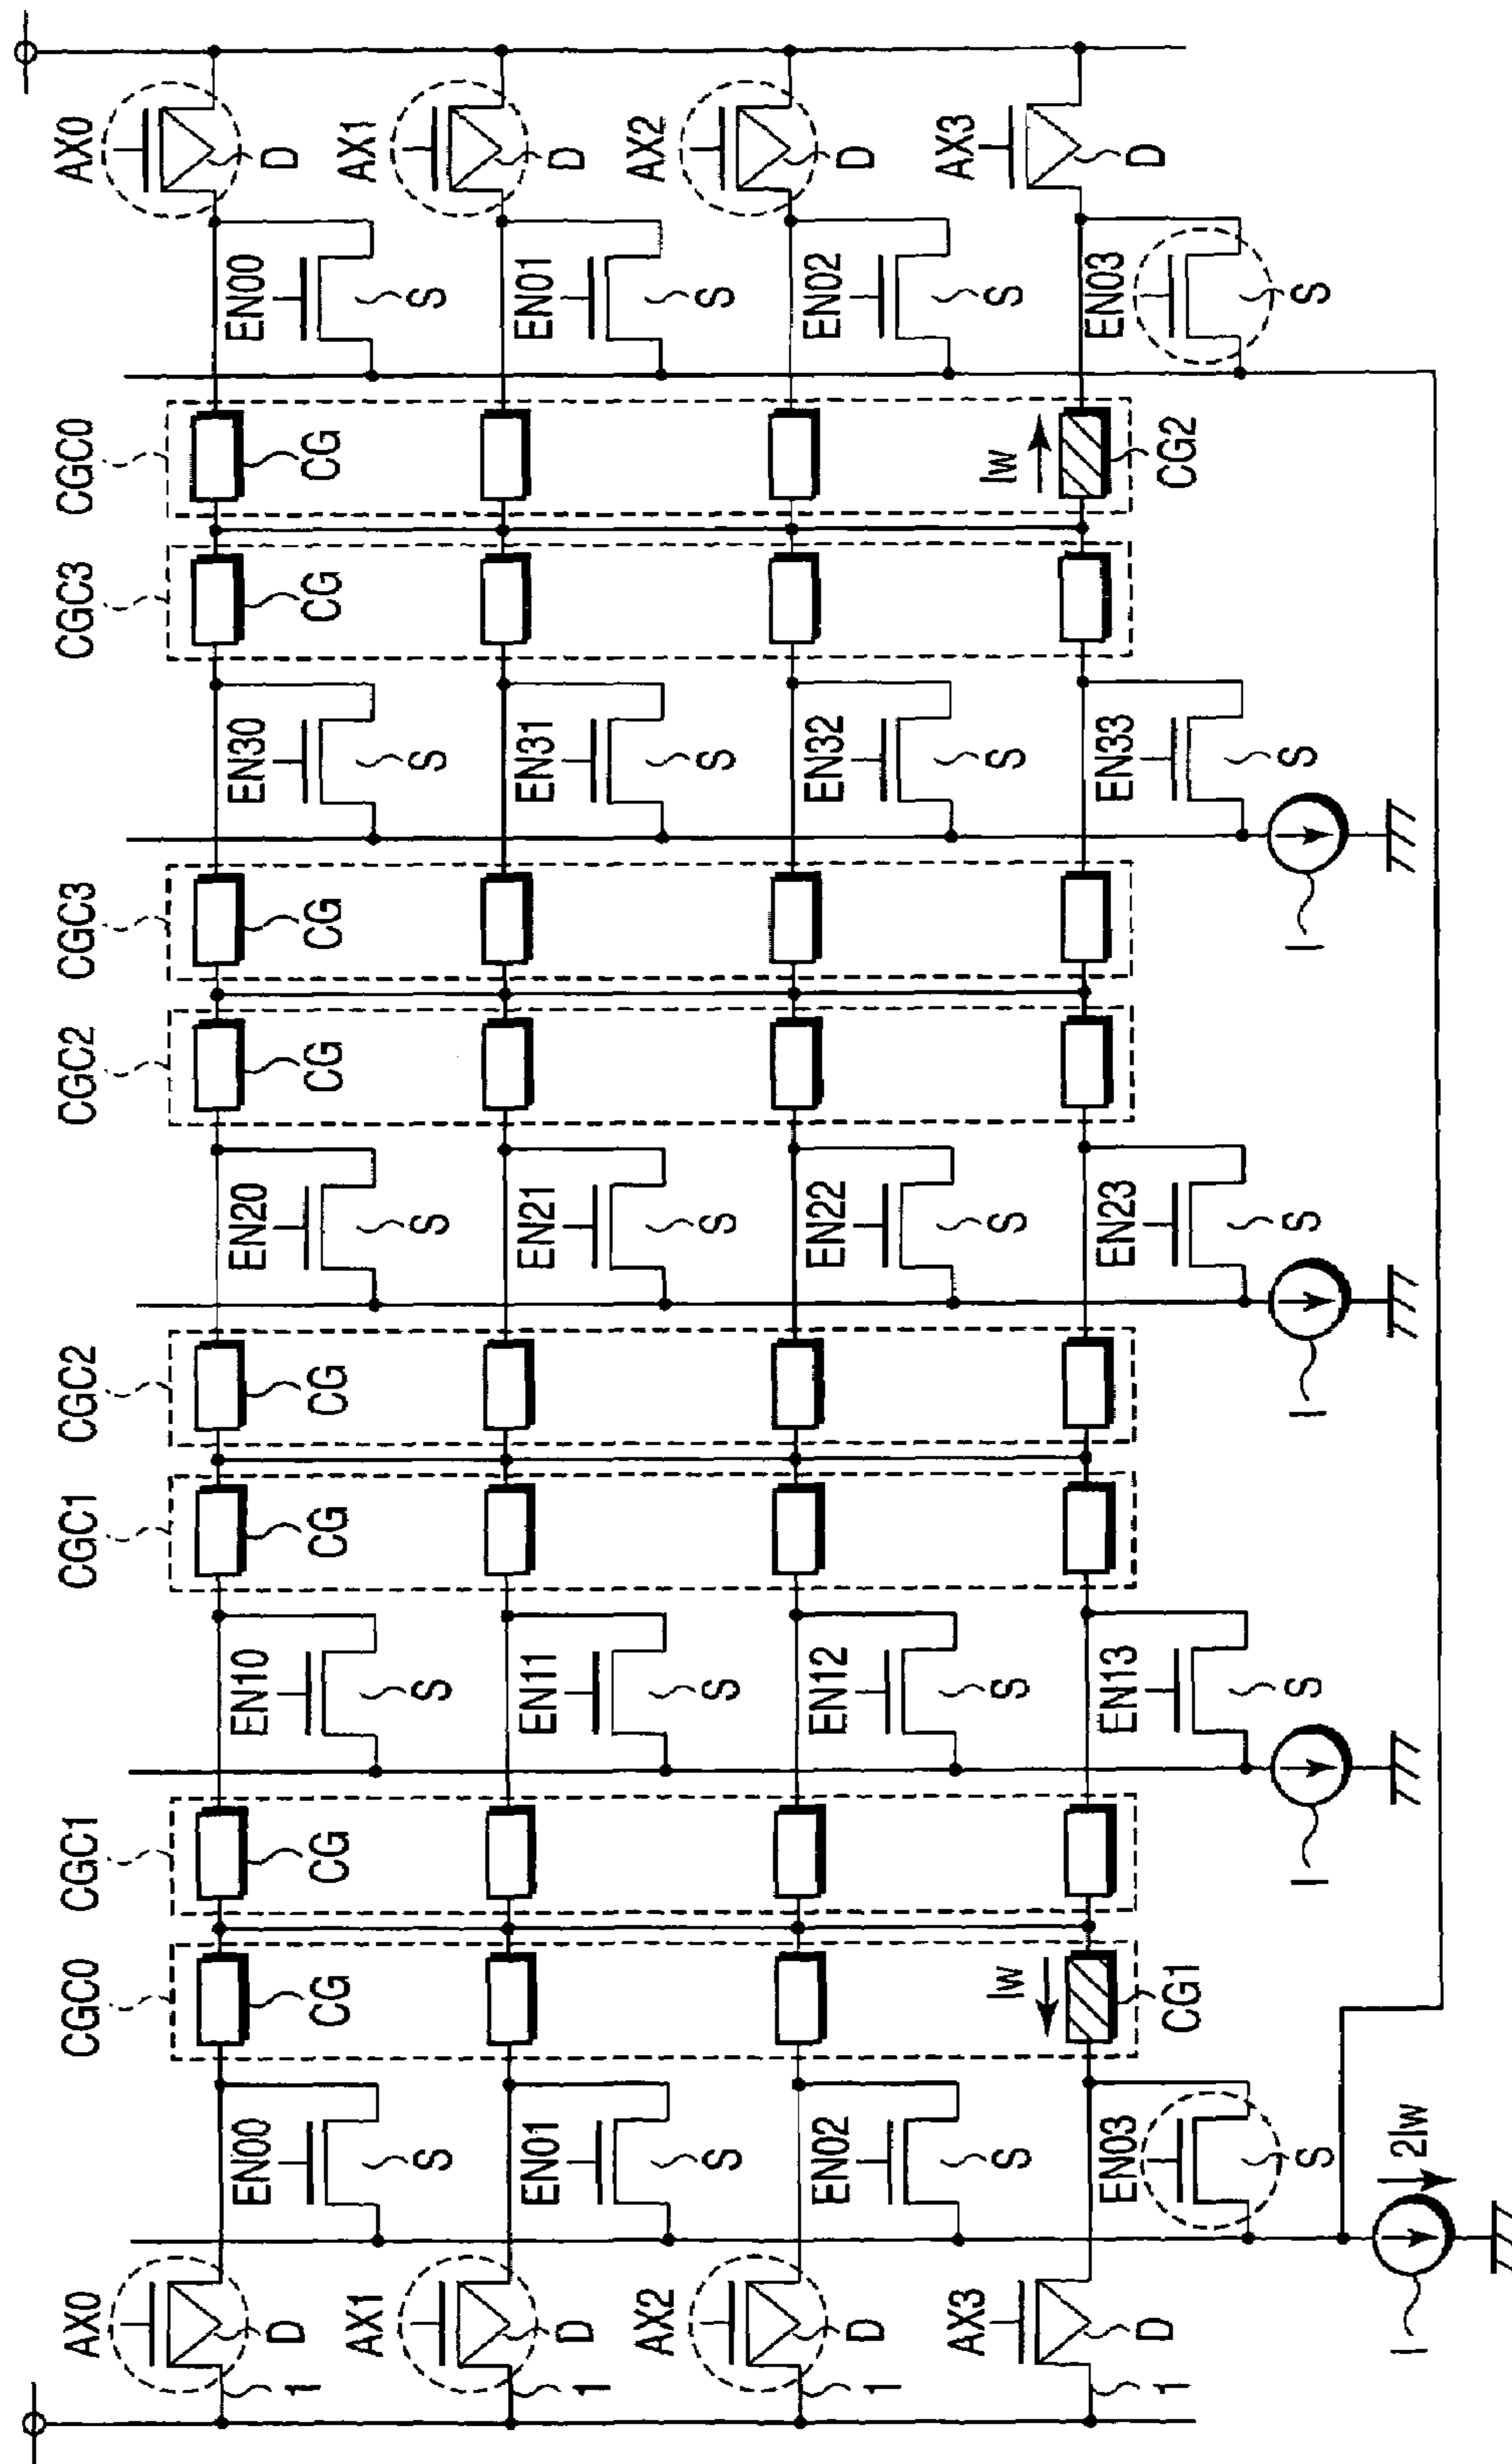 AX0 CGC0 CGC1 CGC1 CGC2 CGC2 CGC3 CGC3 CGC0 AX0
EN00 EN10 EN20 EN30 EN00
1 D CG CG CG CG CG CG CG CG D
S S S S S
AX1 AX1
EN01 EN11 EN21 EN31 EN01
1 D D
S S S S S
AX2 AX2
EN02 EN12 EN22 EN32 EN02
1 D D
S S S S S
AX3 Iw Iw AX3
EN03 EN13 EN23 EN33 EN03
1 D CG1 CG2 D
S S S S S
I I I
I 2Iw